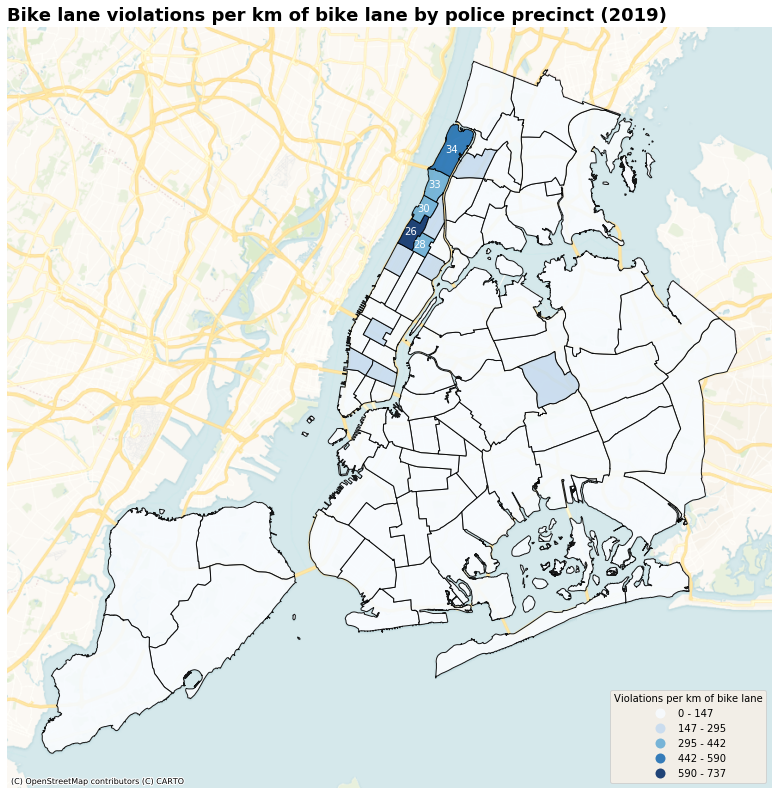 Bike lane violations per km of bike lane by police precinct (2019)
34
33
30
26
28
Violations per km of bike lane
0 - 147
147 - 295
295 - 442
442 - 590
590 - 737
(C) OpenStreetMap contributors (C) CARTO